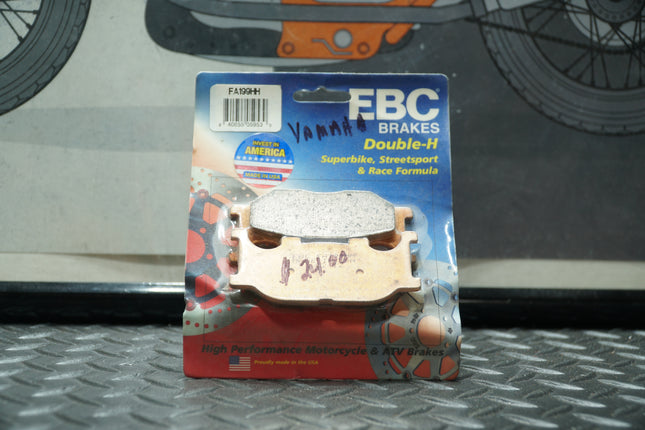 FA199HH
EBC
BRAKES
Double-H
Superbike, Streetsport
& Race Formula
YAMAHA
INVEST IN
AMERICA
MADE IN USA
$ 24.00
High Performance Motorcycle & ATV Brakes
Proudly made in the USA